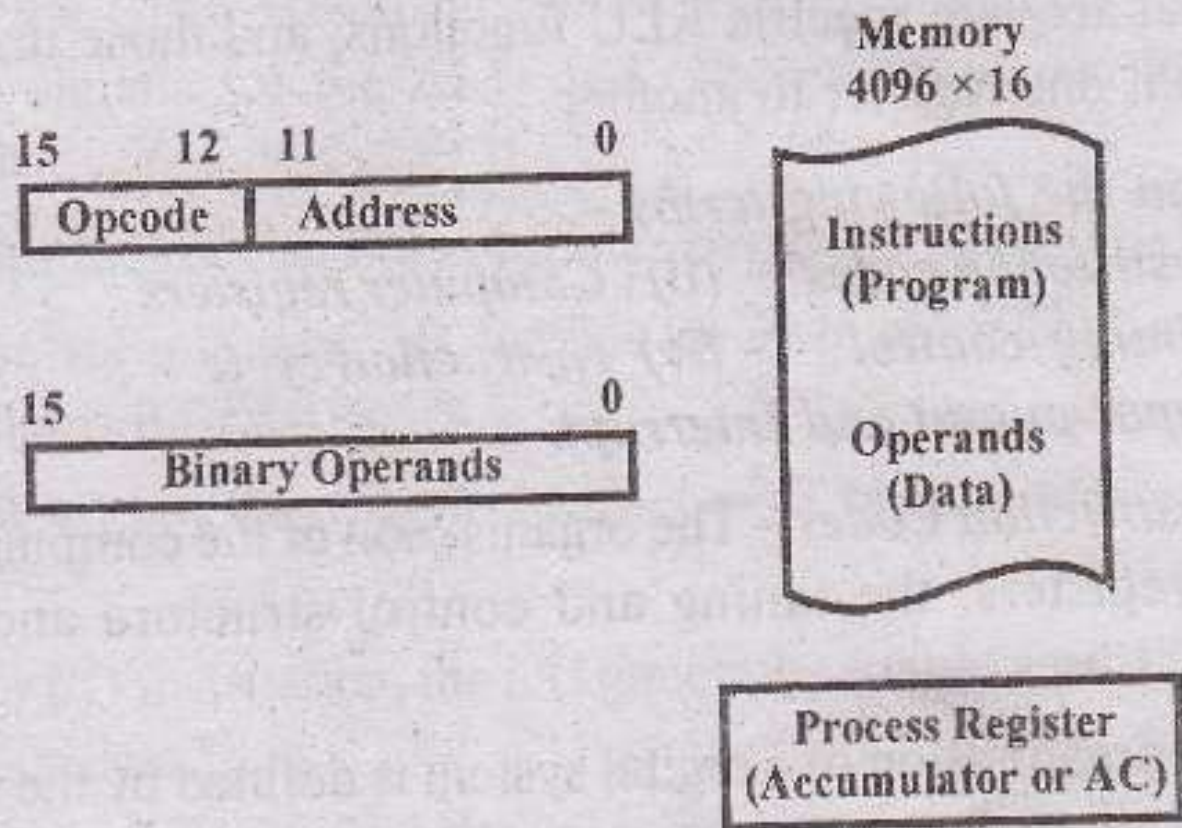 Memory
4096 × 16
15 12 11 0
Opcode Address
Instructions
(Program)
15 0
Binary Operands
Operands
(Data)
Process Register
(Accumulator or AC)